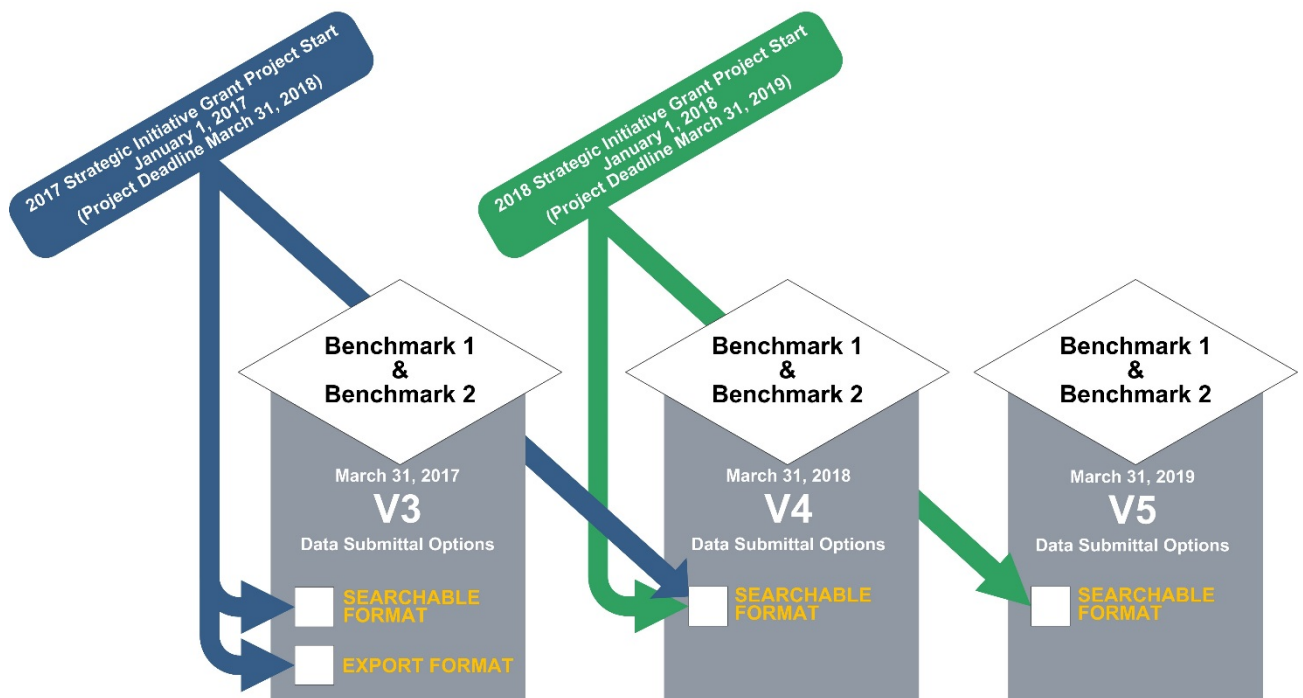 2017 Strategic Initiative Grant Project Start
January 1, 2017
(Project Deadline March 31, 2018)
2018 Strategic Initiative Grant Project Start
January 1, 2018
(Project Deadline March 31, 2019)
Benchmark 1
&
Benchmark 2
March 31, 2017
V3
Data Submittal Options
SEARCHABLE
FORMAT
EXPORT FORMAT
Benchmark 1
&
Benchmark 2
March 31, 2018
V4
Data Submittal Options
SEARCHABLE
FORMAT
Benchmark 1
&
Benchmark 2
March 31, 2019
V5
Data Submittal Options
SEARCHABLE
FORMAT